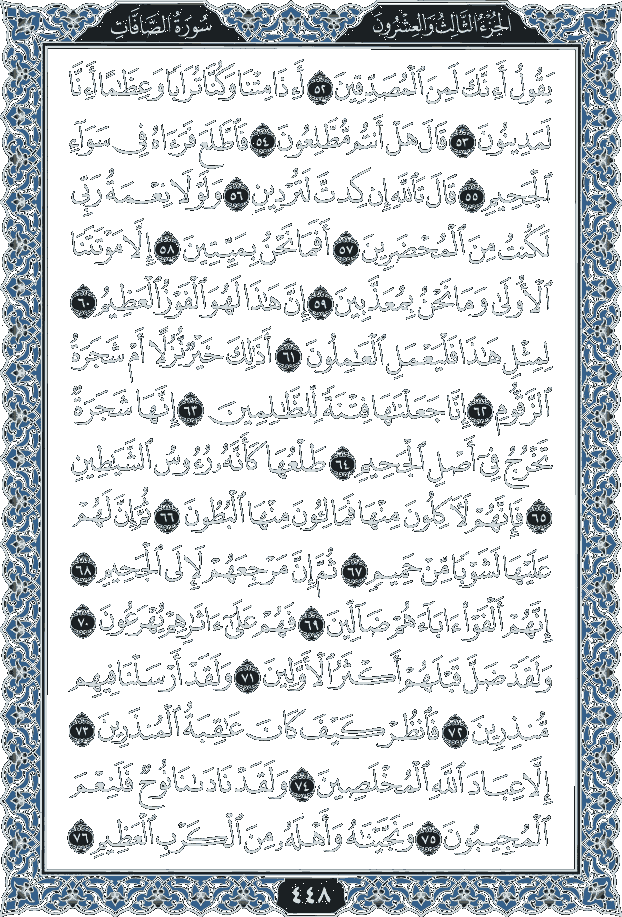 الجزء الثالث والعشرون
سورة الصافات
يَقُولُ أَءِنَّكَ لَمِنَ ٱلْمُصَدِّقِينَ ٥٢ أَءِذَا مِتْنَا وَكُنَّا تُرَابًا وَعِظَٰمًا أَءِنَّا
لَمَدِينُونَ ٥٣ قَالَ هَلْ أَنتُم مُّطَّلِعُونَ ٥٤ فَٱطَّلَعَ فَرَءَاهُ فِى سَوَآءِ
ٱلْجَحِيمِ ٥٥ قَالَ تَٱللَّهِ إِن كِدتَّ لَتُرْدِينِ ٥٦ وَلَوْلَا نِعْمَةُ رَبِّى
لَكُنتُ مِنَ ٱلْمُحْضَرِينَ ٥٧ أَفَمَا نَحْنُ بِمَيِّتِينَ ٥٨ إِلَّا مَوْتَتَنَا
ٱلْأُولَىٰ وَمَا نَحْنُ بِمُعَذَّبِينَ ٥٩ إِنَّ هَٰذَا لَهُوَ ٱلْفَوْزُ ٱلْعَظِيمُ ٦٠
لِمِثْلِ هَٰذَا فَلْيَعْمَلِ ٱلْعَٰمِلُونَ ٦١ أَذَٰلِكَ خَيْرٌ نُّزُلًا أَمْ شَجَرَةُ
ٱلزَّقُّومِ ٦٢ إِنَّا جَعَلْنَٰهَا فِتْنَةً لِّلظَّٰلِمِينَ ٦٣ إِنَّهَا شَجَرَةٌ
تَخْرُجُ فِىٓ أَصْلِ ٱلْجَحِيمِ ٦٤ طَلْعُهَا كَأَنَّهُۥ رُءُوسُ ٱلشَّيَٰطِينِ
٦٥ فَإِنَّهُمْ لَءَاكِلُونَ مِنْهَا فَمَالِـُٔونَ مِنْهَا ٱلْبُطُونَ ٦٦ ثُمَّ إِنَّ لَهُمْ
عَلَيْهَا لَشَوْبًا مِّنْ حَمِيمٍ ٦٧ ثُمَّ إِنَّ مَرْجِعَهُمْ لَإِلَى ٱلْجَحِيمِ ٦٨
إِنَّهُمْ أَلْفَوْا۟ ءَابَآءَهُمْ ضَآلِّينَ ٦٩ فَهُمْ عَلَىٰٓ ءَاثَٰرِهِمْ يُهْرَعُونَ ٧٠
وَلَقَدْ ضَلَّ قَبْلَهُمْ أَكْثَرُ ٱلْأَوَّلِينَ ٧١ وَلَقَدْ أَرْسَلْنَا فِيهِم
مُّنذِرِينَ ٧٢ فَٱنظُرْ كَيْفَ كَانَ عَٰقِبَةُ ٱلْمُنذَرِينَ ٧٣
إِلَّا عِبَادَ ٱللَّهِ ٱلْمُخْلَصِينَ ٧٤ وَلَقَدْ نَادَىٰنَا نُوحٌ فَلَنِعْمَ
ٱلْمُجِيبُونَ ٧٥ وَنَجَّيْنَٰهُ وَأَهْلَهُۥ مِنَ ٱلْكَرْبِ ٱلْعَظِيمِ ٧٦
٤٤٨